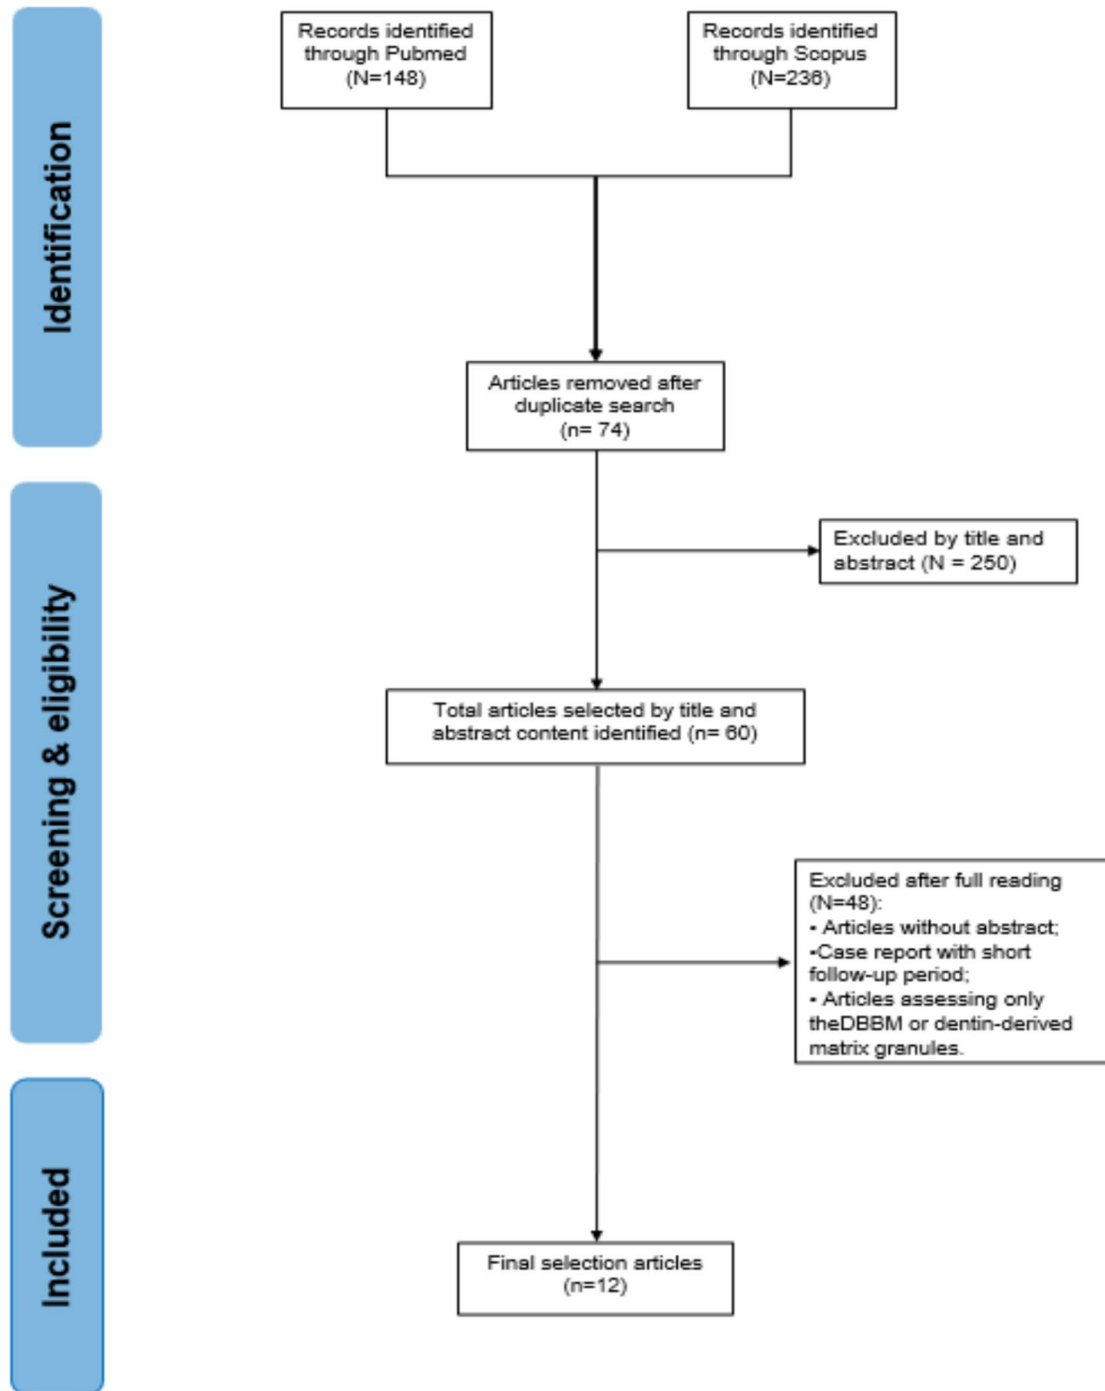 Identification
Records identified
through Pubmed
(N=148)
Records identified
through Scopus
(N=236)
Articles removed after
duplicate search
(n= 74)
Screening & eligibility
Excluded by title and
abstract (N = 250)
Total articles selected by title and
abstract content identified (n= 60)
Excluded after full reading
(N=48):
• Articles without abstract;
•Case report with short
follow-up period;
• Articles assessing only
theDBBM or dentin-derived
matrix granules.
Included
Final selection articles
(n=12)